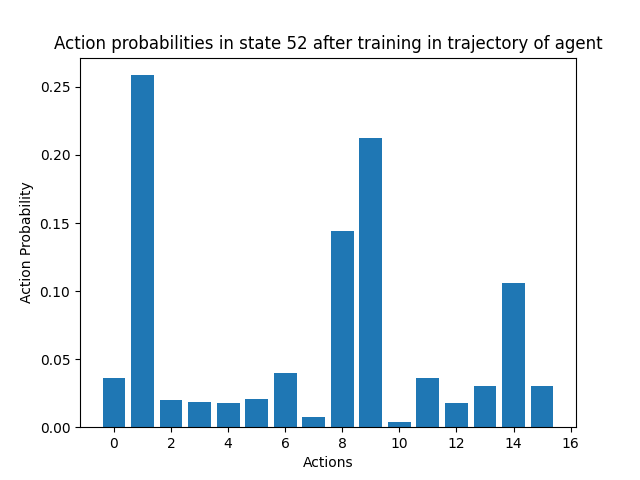 Action probabilities in state 52 after training in trajectory of agent
0.25
0.20
0.15
0.10
0.05
0.00
Action Probability
0 2 4 6 8 10 12 14 16
Actions